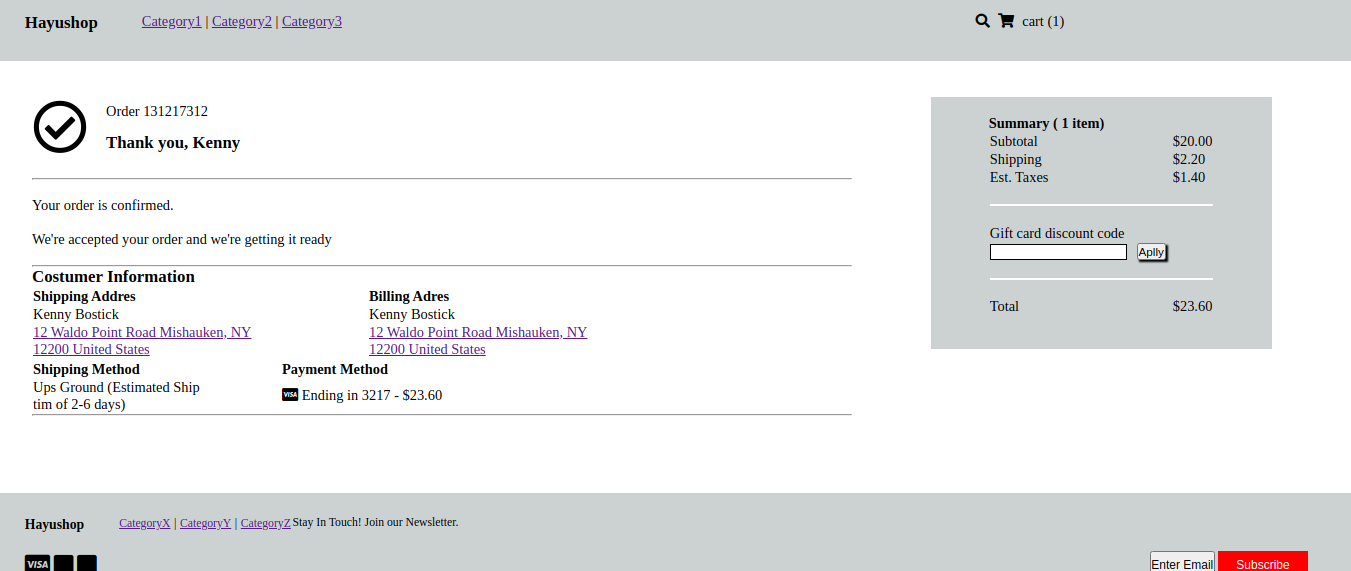 Hayushop
Category1 | Category2 | Category3
cart (1)
Order 131217312
Thank you, Kenny
Your order is confirmed.
We're accepted your order and we're getting it ready
Costumer Information
Shipping Addres
Kenny Bostick
12 Waldo Point Road Mishauken, NY
12200 United States
Billing Adres
Kenny Bostick
12 Waldo Point Road Mishauken, NY
12200 United States
Shipping Method
Ups Ground (Estimated Ship
tim of 2-6 days)
Payment Method
VISA Ending in 3217 - $23.60
Summary ( 1 item)
Subtotal $20.00
Shipping $2.20
Est. Taxes $1.40
Gift card discount code
Aplly
Total $23.60
Hayushop
CategoryX | CategoryY | CategoryZ Stay In Touch! Join our Newsletter.
VISA
Enter Email Subscribe